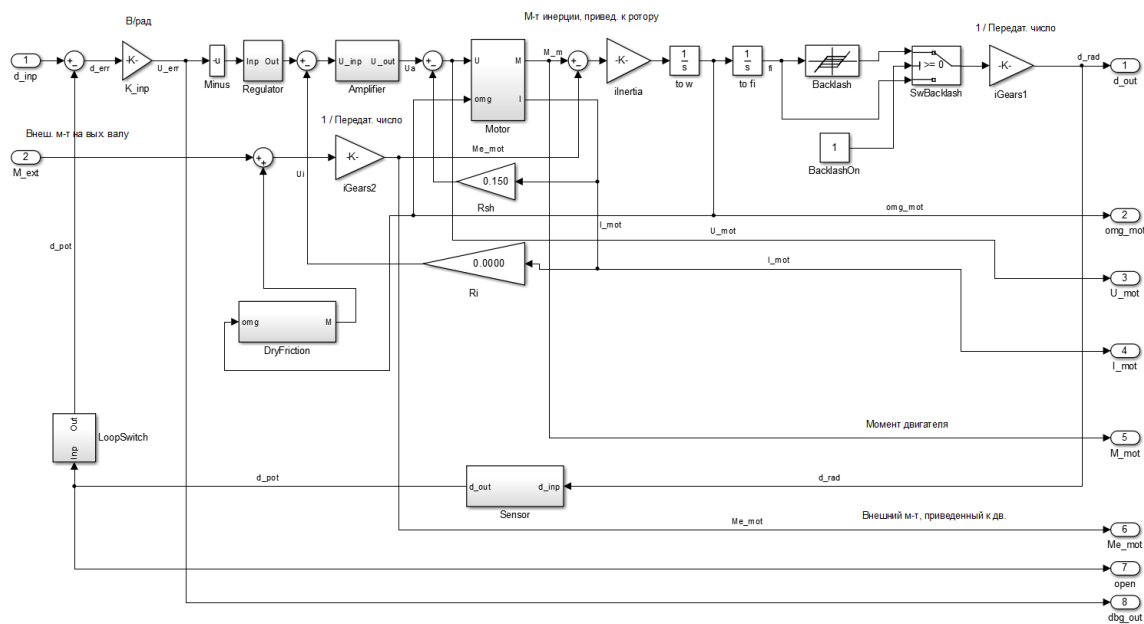 М-т инерции, привед. к ротору
В/рад
1 / Передат. число
1
d_inp
d_err
-K-
K_inp
U_err
-u
Minus
Inp Out
Regulator
U_inp U_out
Amplifier
Ua
U
M
omg
I
Motor
M_m
-K-
iInertia
1
s
to w
1
s
to fi
fi
Backlash
>= 0
SwBacklash
-K-
iGears1
d_rad
1
d_out
1
BacklashOn
Внеш. м-т на вых. валу
2
M_ext
1 / Передат. число
-K-
iGears2
Me_mot
Ui
0.150
Rsh
I_mot
omg_mot
2
omg_mot
U_mot
0.0000
Ri
I_mot
3
U_mot
d_pot
omg M
DryFriction
4
I_mot
Out
Inp
LoopSwitch
Момент двигателя
5
M_mot
d_pot
d_out d_inp
Sensor
d_rad
Me_mot
Внешний м-т, приведенный к дв.
6
Me_mot
7
open
8
dbg_out